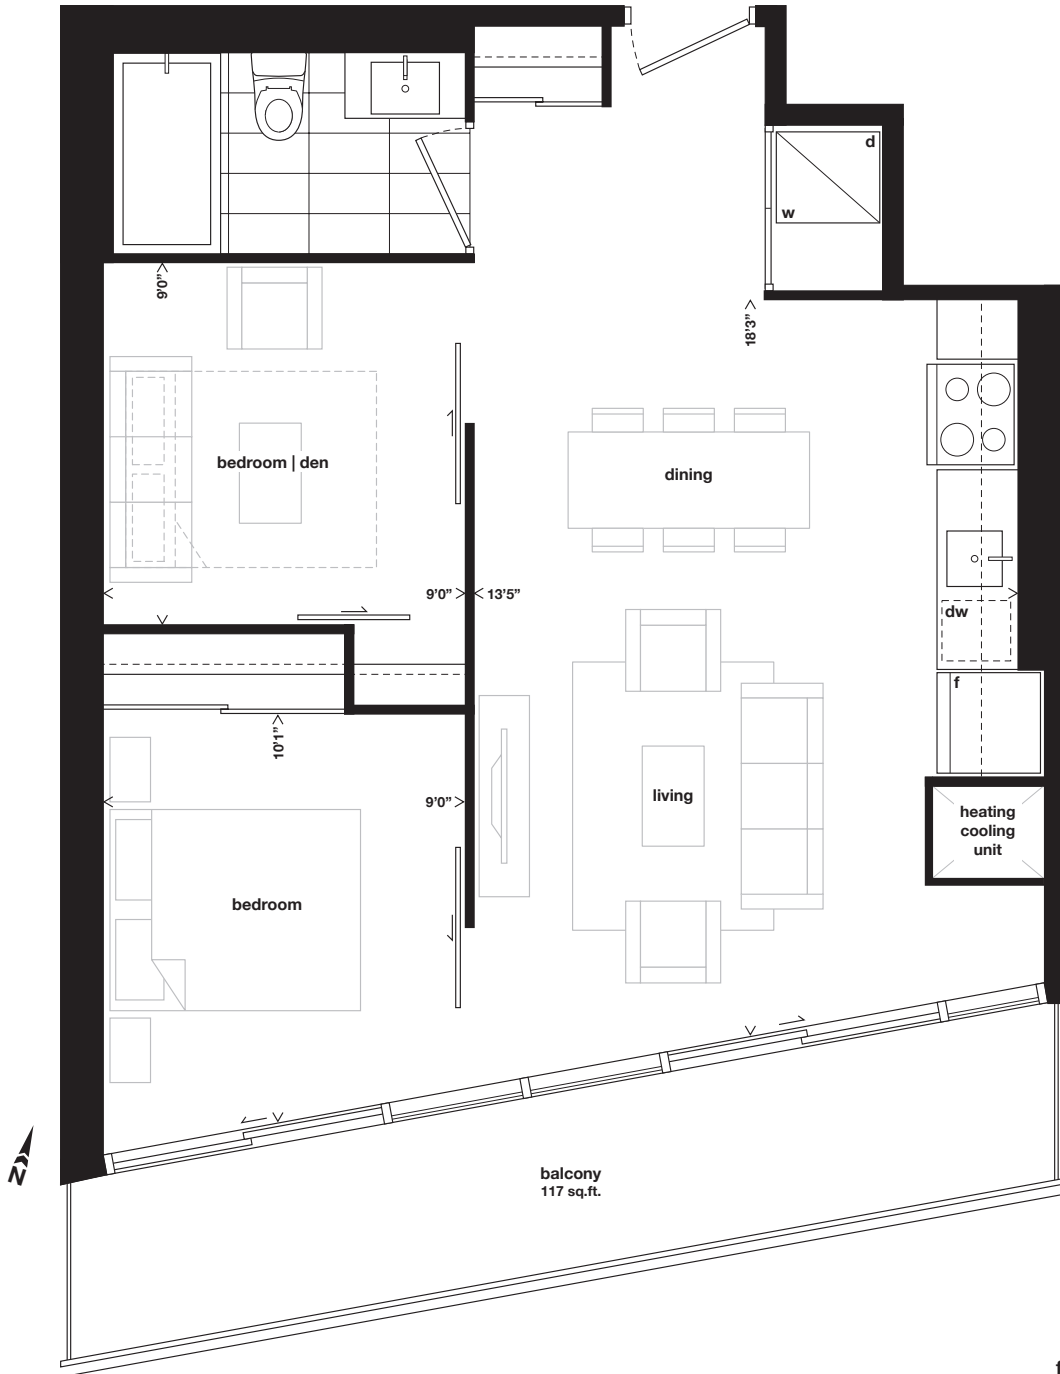 d
w
9'0"
18'3"
bedroom | den
dining
9'0"
13'5"
dw
f
10'1"
9'0"
living
heating
cooling
unit
bedroom
N
balcony
117 sq.ft.